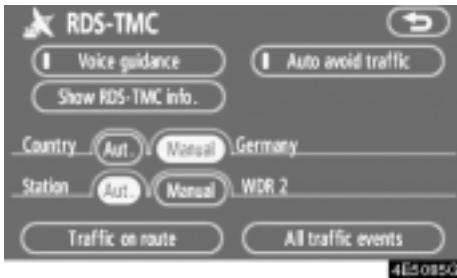 RDS-TMC
Voice guidance Auto avoid traffic
Show RDS-TMC info.
Country Aut. Manual Germany
Station Aut. Manual WDR 2
Traffic on route All traffic events
4E5085G